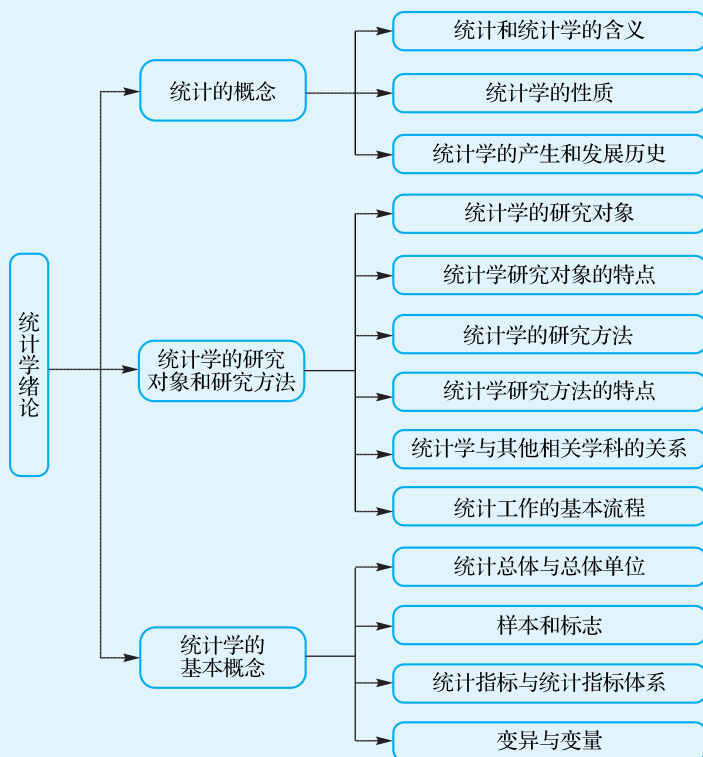 统计学绪论
统计的概念
统计和统计学的含义
统计学的性质
统计学的产生和发展历史
统计学的研究
对象和研究方法
统计学的研究对象
统计学研究对象的特点
统计学的研究方法
统计学研究方法的特点
统计学与其他相关学科的关系
统计工作的基本流程
统计学的
基本概念
统计总体与总体单位
样本和标志
统计指标与统计指标体系
变异与变量